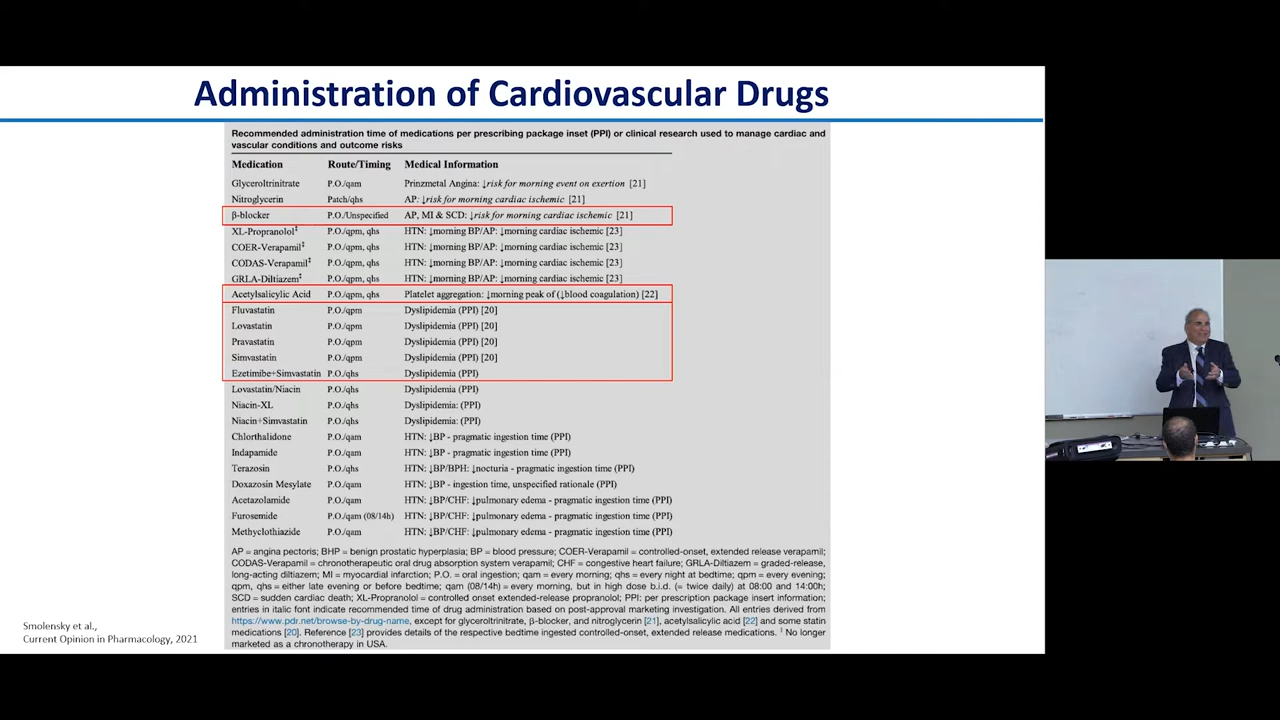 Administration of Cardiovascular Drugs
Recommended administration time of medications per prescribing package inset (PPI) or clinical research used to manage cardiac and
vascular conditions and outcome risks
Medication Route/Timing Medical Information
Glyceroltrinitrate P.O./qam Prinzmetal Angina: ↓risk for morning event on exertion [21]
Nitroglycerin Patch/qhs AP: ↓risk for morning cardiac ischemic [21]
β-blocker P.O./Unspecified AP, MI & SCD: ↓risk for morning cardiac ischemic [21]
XL-Propranolol‡ P.O./qpm, qhs HTN: ↓morning BP/AP: ↓morning cardiac ischemic [23]
COER-Verapamil‡ P.O./qpm, qhs HTN: ↓morning BP/AP: ↓morning cardiac ischemic [23]
CODAS-Verapamil‡ P.O./qpm, qhs HTN: ↓morning BP/AP: ↓morning cardiac ischemic [23]
GRLA-Diltiazem‡ P.O./qpm, qhs HTN: ↓morning BP/AP: ↓morning cardiac ischemic [23]
Acetylsalicylic Acid P.O./qpm, qhs Platelet aggregation: ↓morning peak of (↓blood coagulation) [22]
Fluvastatin P.O./qpm Dyslipidemia (PPI) [20]
Lovastatin P.O./qpm Dyslipidemia (PPI) [20]
Pravastatin P.O./qpm Dyslipidemia (PPI) [20]
Simvastatin P.O./qpm Dyslipidemia (PPI) [20]
Ezetimibe+Simvastatin P.O./qhs Dyslipidemia (PPI)
Lovastatin/Niacin P.O./qhs Dyslipidemia (PPI)
Niacin-XL P.O./qhs Dyslipidemia: (PPI)
Niacin+Simvastatin P.O./qhs Dyslipidemia: (PPI)
Chlorthalidone P.O./qam HTN: ↓BP - pragmatic ingestion time (PPI)
Indapamide P.O./qam HTN: ↓BP - pragmatic ingestion time (PPI)
Terazosin P.O./qhs HTN: ↓BP/BPH: ↓nocturia - pragmatic ingestion time (PPI)
Doxazosin Mesylate P.O./qam HTN: ↓BP - ingestion time, unspecified rationale (PPI)
Acetazolamide P.O./qam HTN: ↓BP/CHF: ↓pulmonary edema - pragmatic ingestion time (PPI)
Furosemide P.O./qam (08/14h) HTN: ↓BP/CHF: ↓pulmonary edema - pragmatic ingestion time (PPI)
Methyclothiazide P.O./qam HTN: ↓BP/CHF: ↓pulmonary edema - pragmatic ingestion time (PPI)
AP = angina pectoris; BHP = benign prostatic hyperplasia; BP = blood pressure; COER-Verapamil = controlled-onset, extended release verapamil;
CODAS-Verapamil = chronotherapeutic oral drug absorption system verapamil; CHF = congestive heart failure; GRLA-Diltiazem = graded-release,
long-acting diltiazem; MI = myocardial infarction; P.O. = oral ingestion; qam = every morning; qhs = every night at bedtime; qpm = every evening;
qpm, qhs = either late evening or before bedtime; qam (08/14h) = every morning, but in high dose b.i.d. (= twice daily) at 08:00 and 14:00h;
SCD = sudden cardiac death; XL-Propranolol = controlled onset extended-release propranolol; PPI: per prescription package insert information;
entries in italic font indicate recommended time of drug administration based on post-approval marketing investigation. All entries derived from
https://www.pdr.net/browse-by-drug-name, except for glyceroltrinitrate, β-blocker, and nitroglycerin [21], acetylsalicylic acid [22] and some statin
medications [20]. Reference [23] provides details of the respective bedtime ingested controlled-onset, extended release medications. ‡ No longer
marketed as a chronotherapy in USA.
Smolensky et al.,
Current Opinion in Pharmacology, 2021